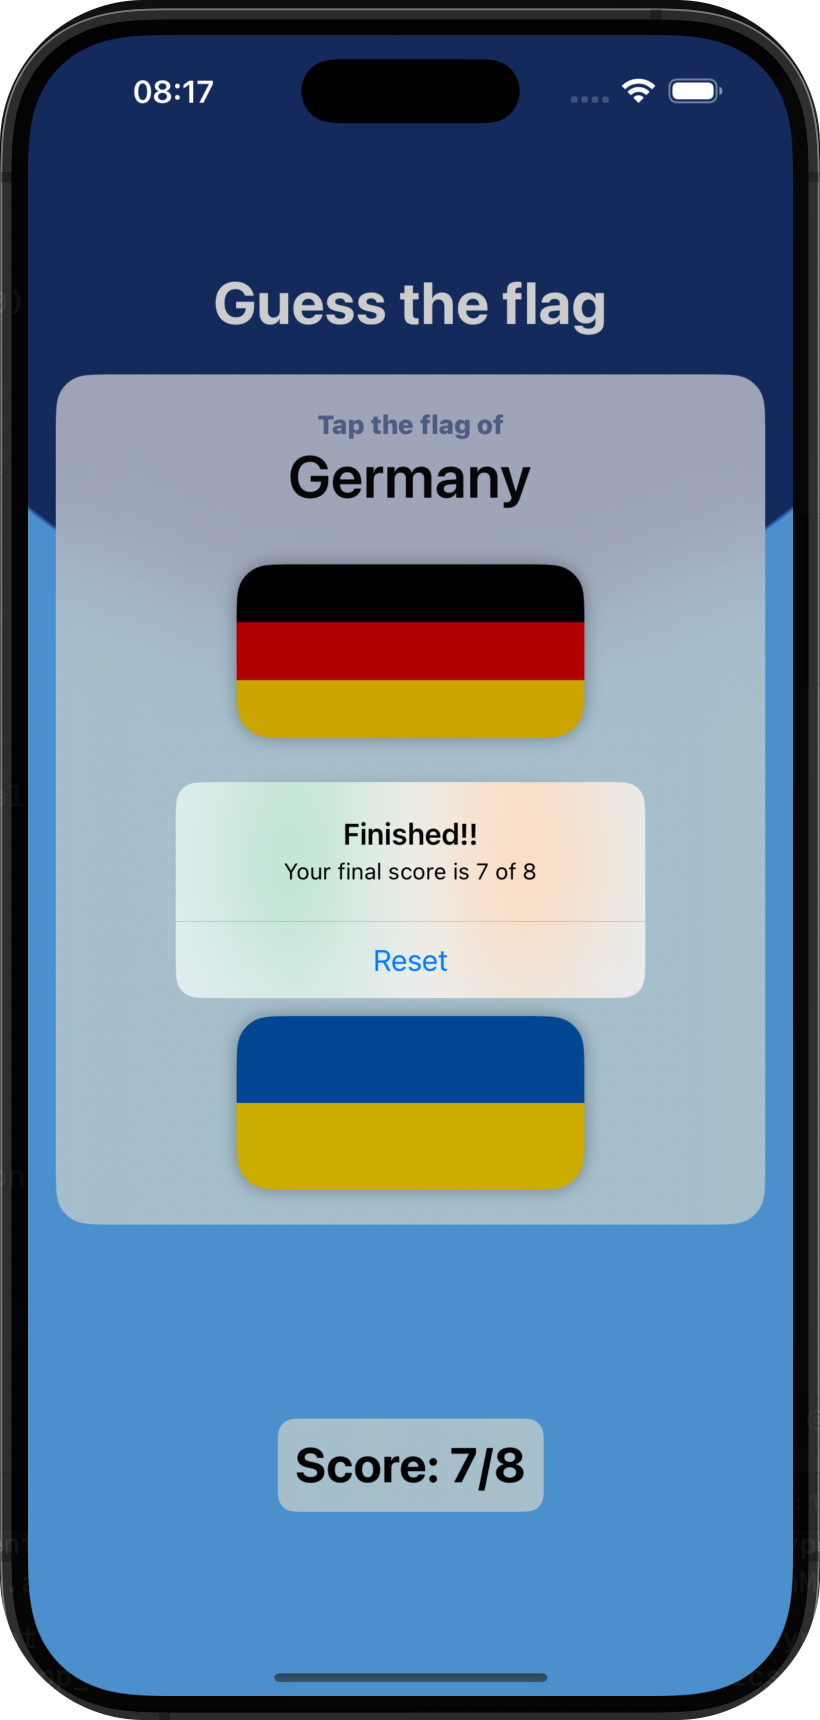 08:17
Guess the flag
Tap the flag of
Germany
Finished!!
Your final score is 7 of 8
Reset
Score: 7/8